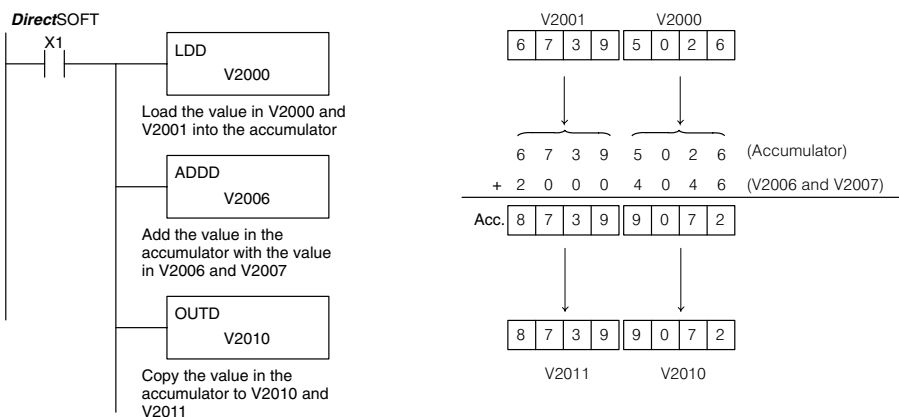 DirectSOFT
X1
LDD
V2000
Load the value in V2000 and
V2001 into the accumulator
ADDD
V2006
Add the value in the
accumulator with the value
in V2006 and V2007
OUTD
V2010
Copy the value in the
accumulator to V2010 and
V2011
V2001 V2000
6 7 3 9 5 0 2 6
6 7 3 9 5 0 2 6 (Accumulator)
+ 2 0 0 0 4 0 4 6 (V2006 and V2007)
Acc. 8 7 3 9 9 0 7 2
8 7 3 9 9 0 7 2
V2011 V2010